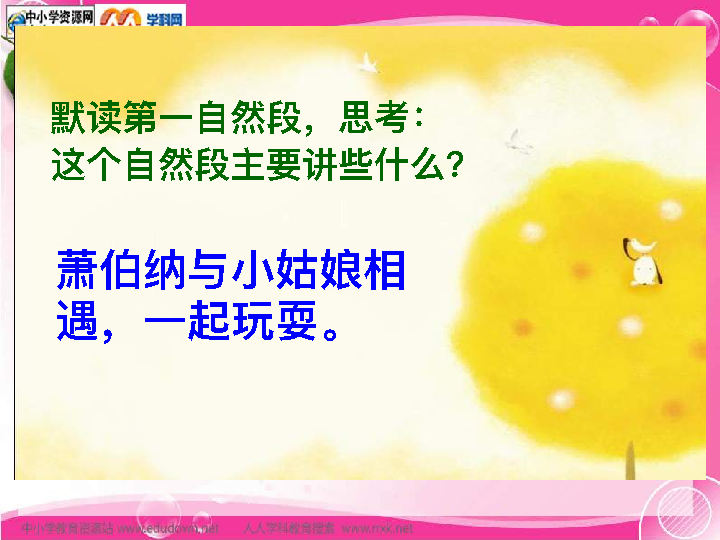 中小学资源网
学科网
默读第一自然段，思考：
这个自然段主要讲些什么？
萧伯纳与小姑娘相
遇，一起玩耍。
中小学教育资源站 www.edudown.net 人人学科教育搜索 www.rrxk.net